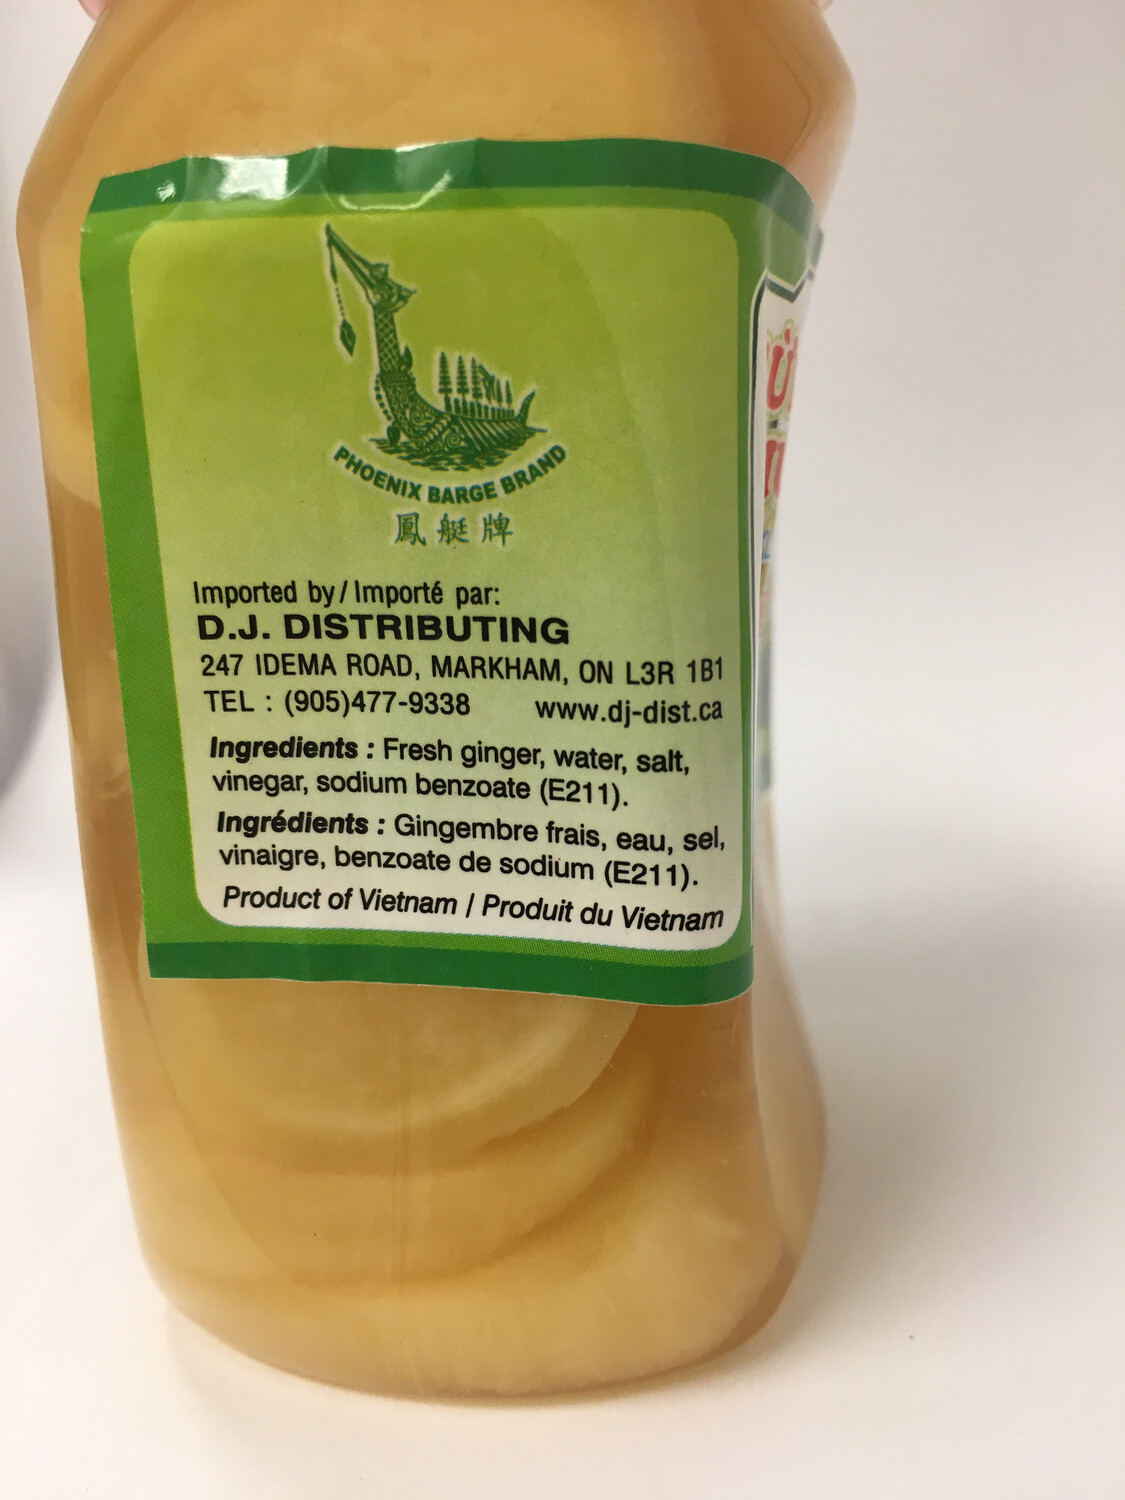 PHOENIX BARGE BRAND
鳳艇牌
Imported by / Importé par:
D.J. DISTRIBUTING
247 IDEMA ROAD, MARKHAM, ON L3R 1B1
TEL : (905)477-9338 www.dj-dist.ca
Ingredients : Fresh ginger, water, salt,
vinegar, sodium benzoate (E211).
Ingrédients : Gingembre frais, eau, sel,
vinaigre, benzoate de sodium (E211).
Product of Vietnam / Produit du Vietnam